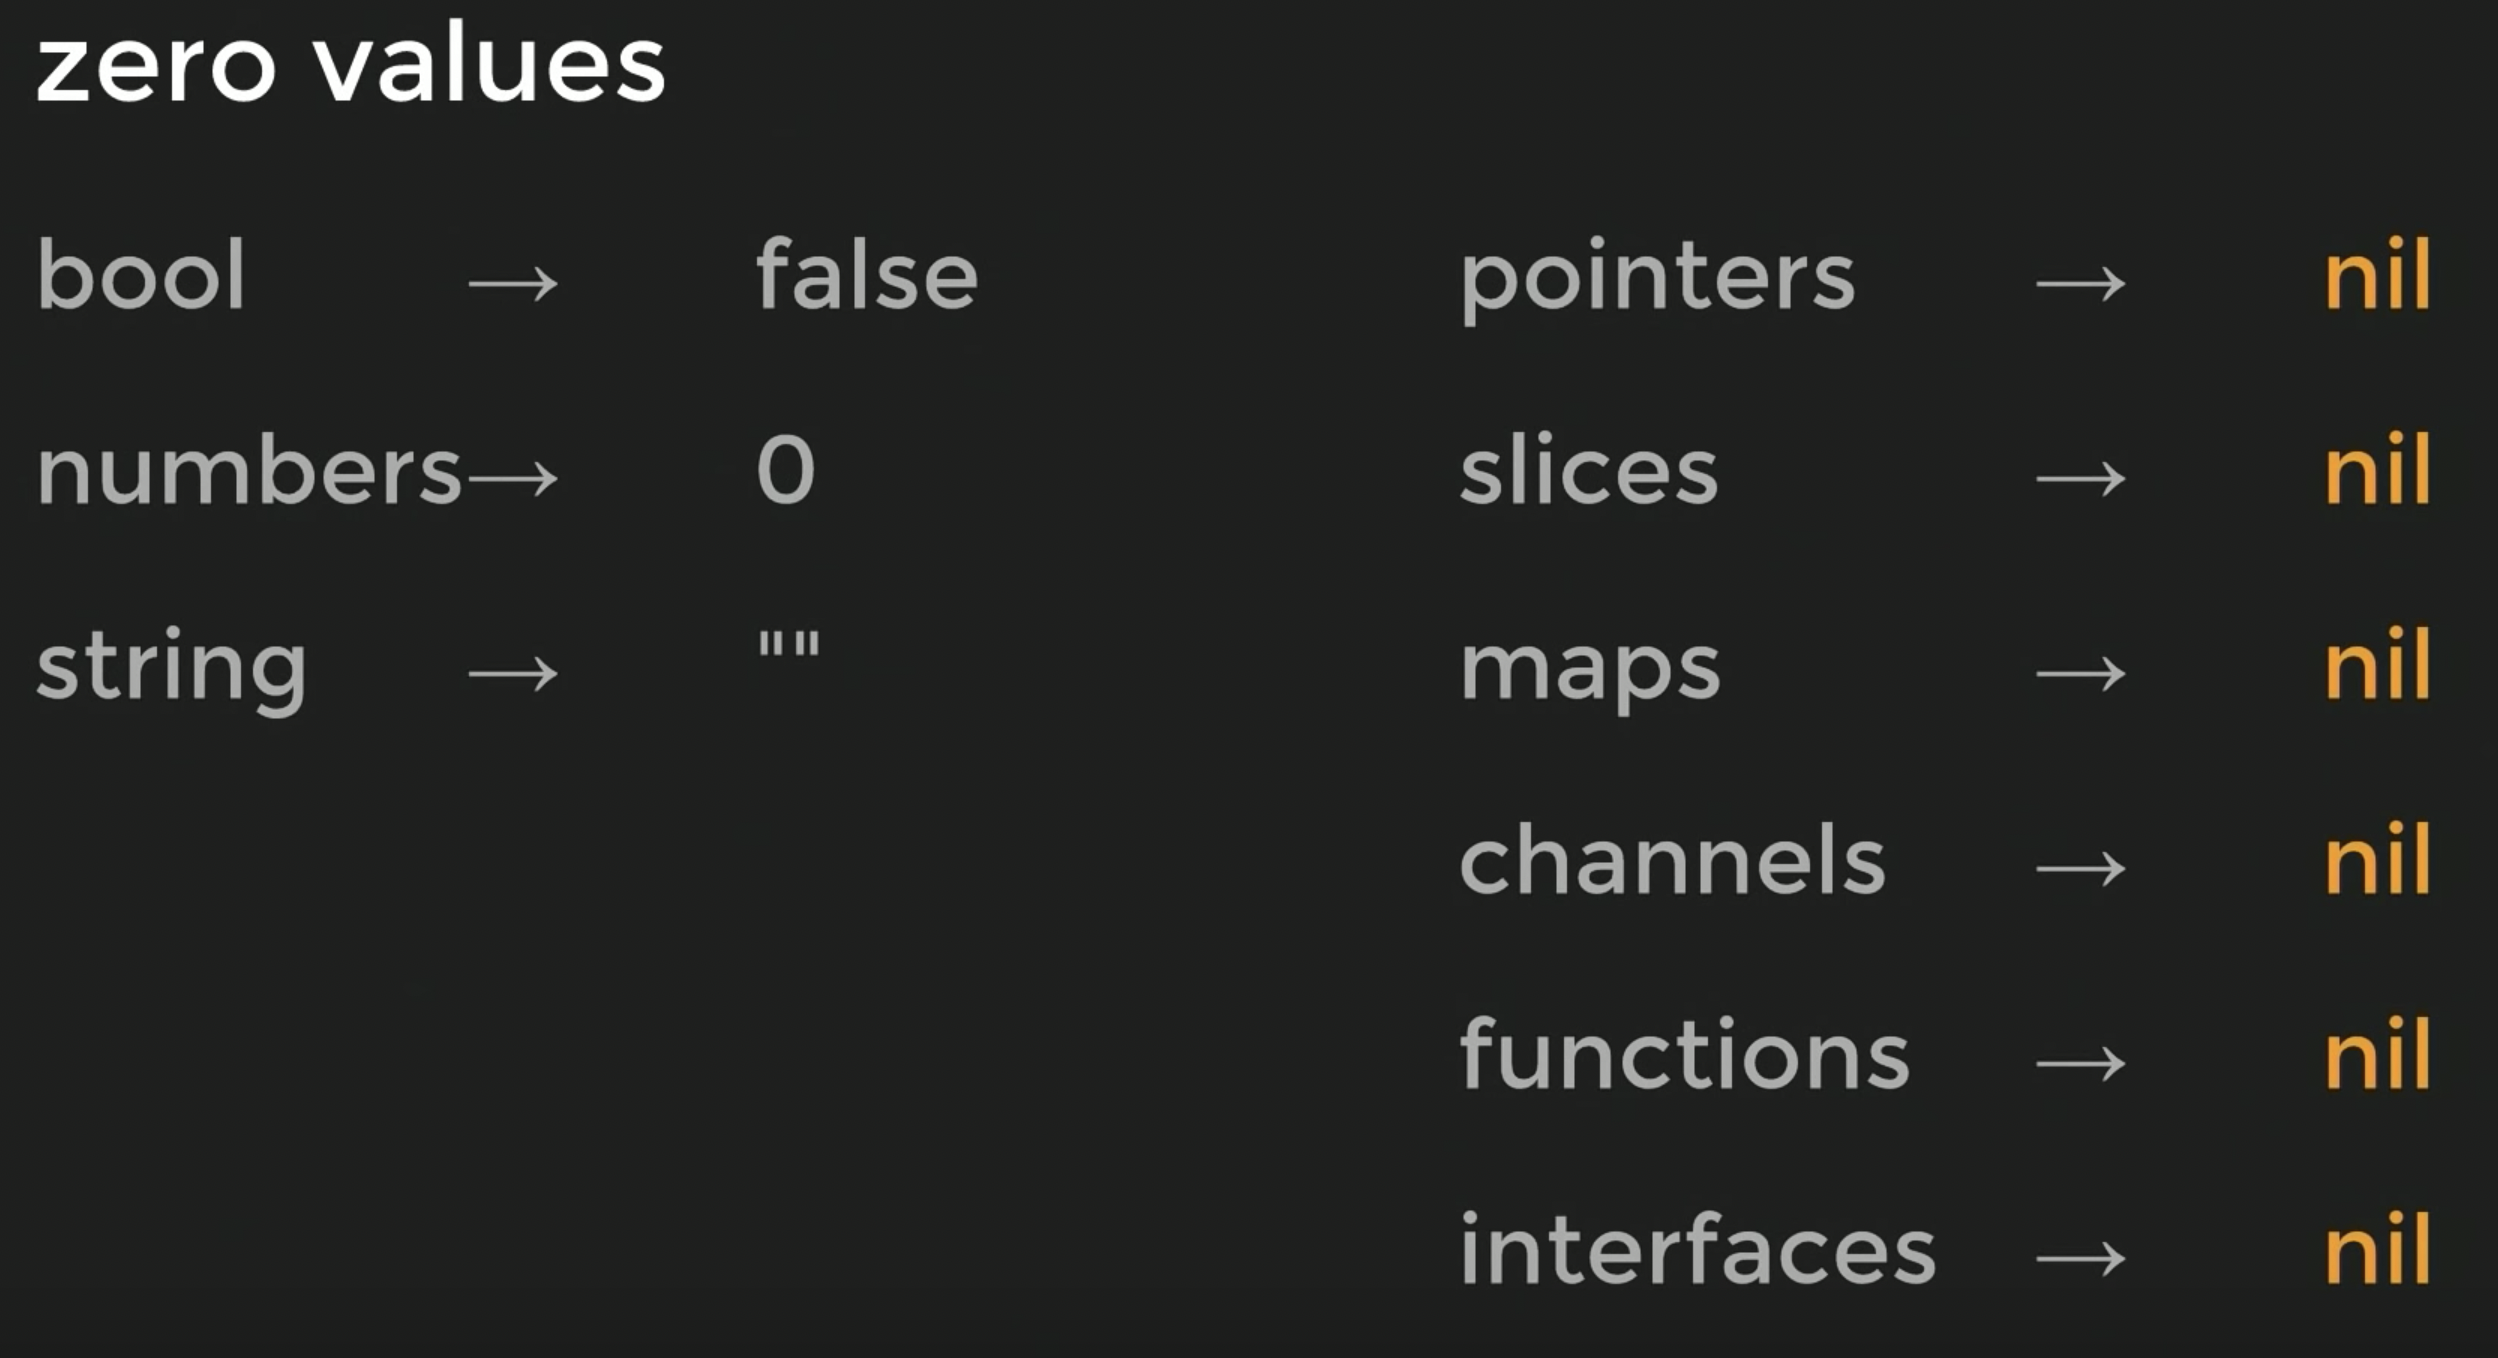 zero values
bool → false
numbers→ 0
string → ""
pointers → nil
slices → nil
maps → nil
channels → nil
functions → nil
interfaces → nil